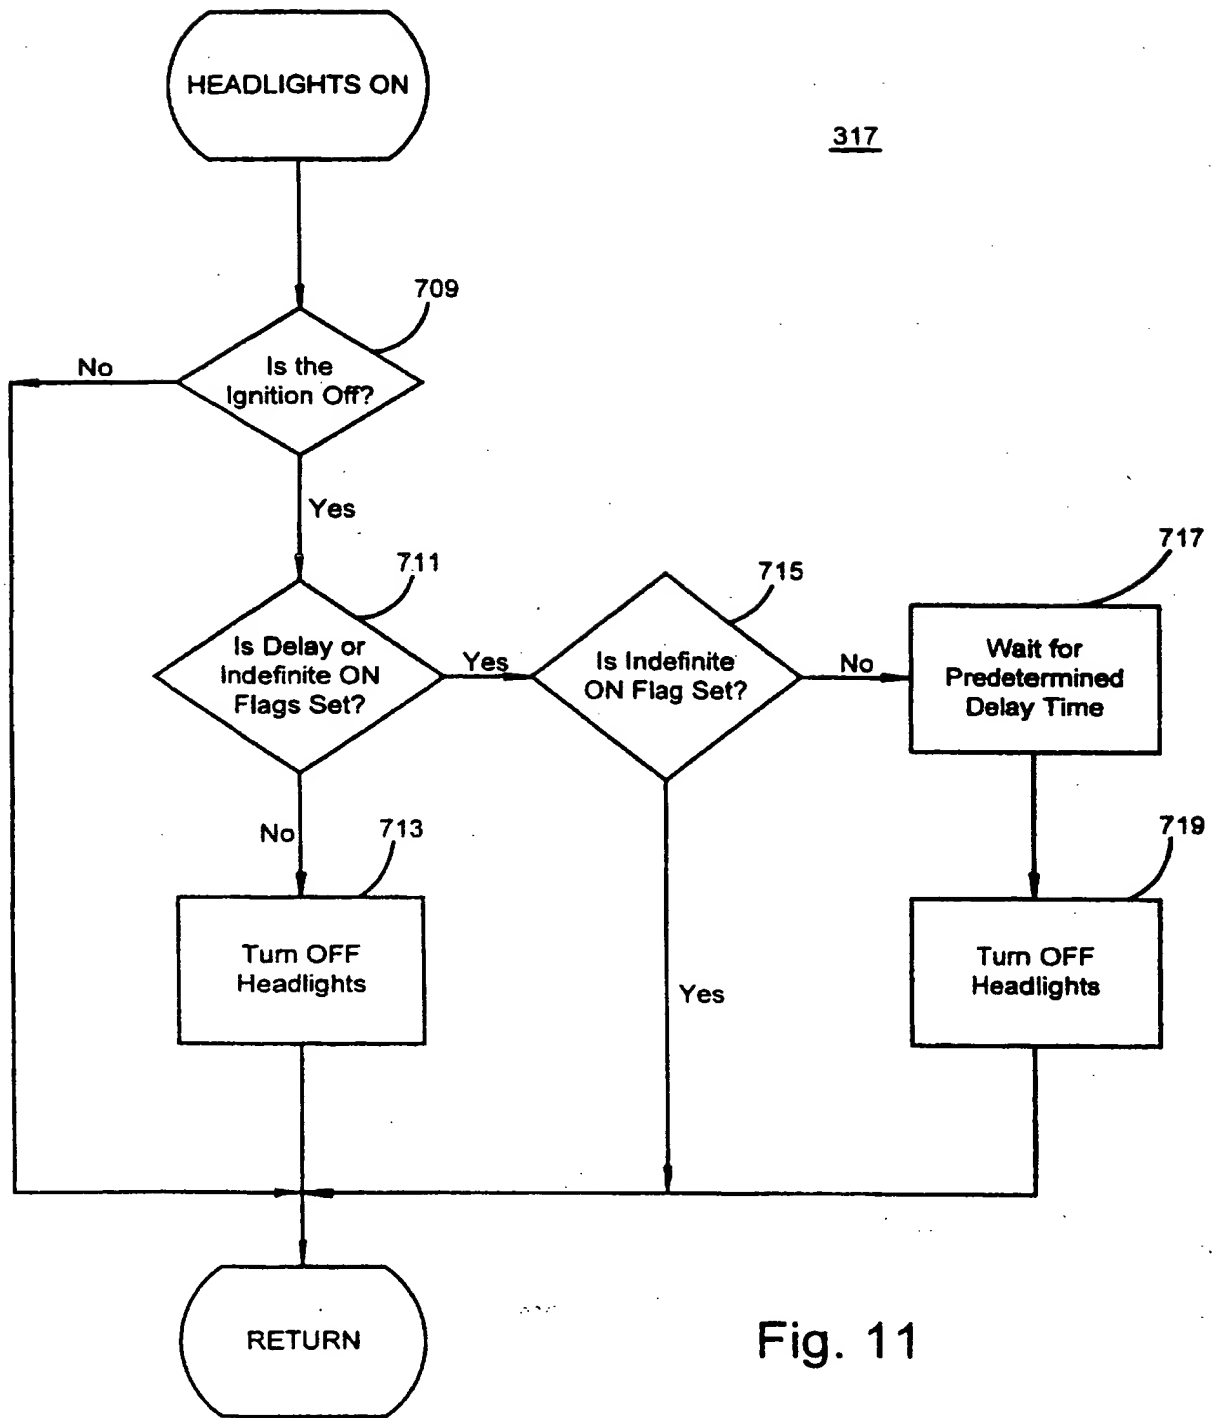 HEADLIGHTS ON
317
709
Is the
Ignition Off?
No
Yes
711
Is Delay or
Indefinite ON
Flags Set?
Yes
715
Is Indefinite
ON Flag Set?
No
717
Wait for
Predetermined
Delay Time
No
713
Turn OFF
Headlights
Yes
719
Turn OFF
Headlights
RETURN
Fig. 11